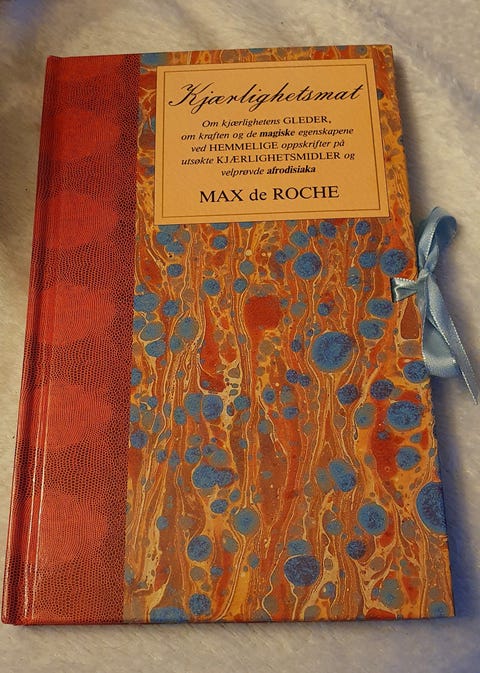 Kjærlighetsmat
Om kjærlighetens GLEDER,
om kraften og de magiske egenskapene
ved HEMMELIGE oppskrifter på
utsøkte KJÆRLIGHETSMIDLER og
velprøvde afrodisiaka
MAX de ROCHE